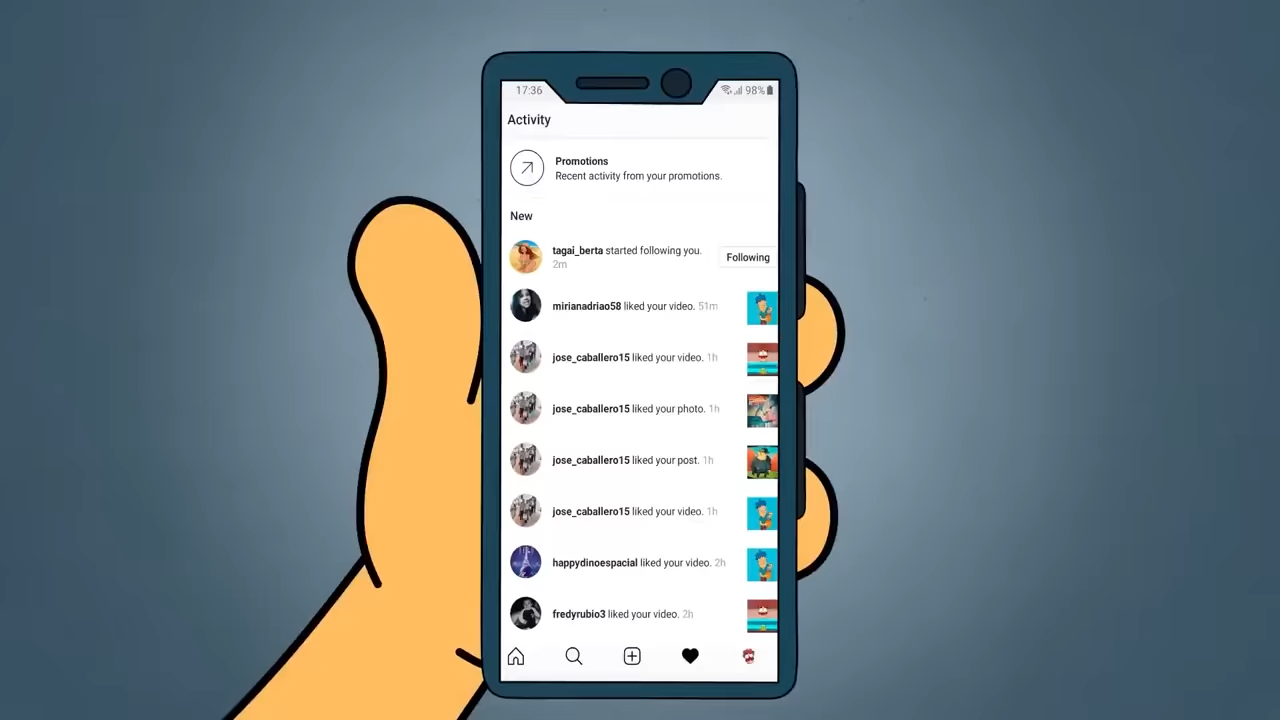 17:36 98%
Activity
Promotions
Recent activity from your promotions.
New
tagai_berta started following you.
2m
Following
mirianadriao58 liked your video. 51m
jose_caballero15 liked your video. 1h
jose_caballero15 liked your photo. 1h
jose_caballero15 liked your post. 1h
jose_caballero15 liked your video. 1h
happydinoespacial liked your video. 2h
fredyrubio3 liked your video. 2h